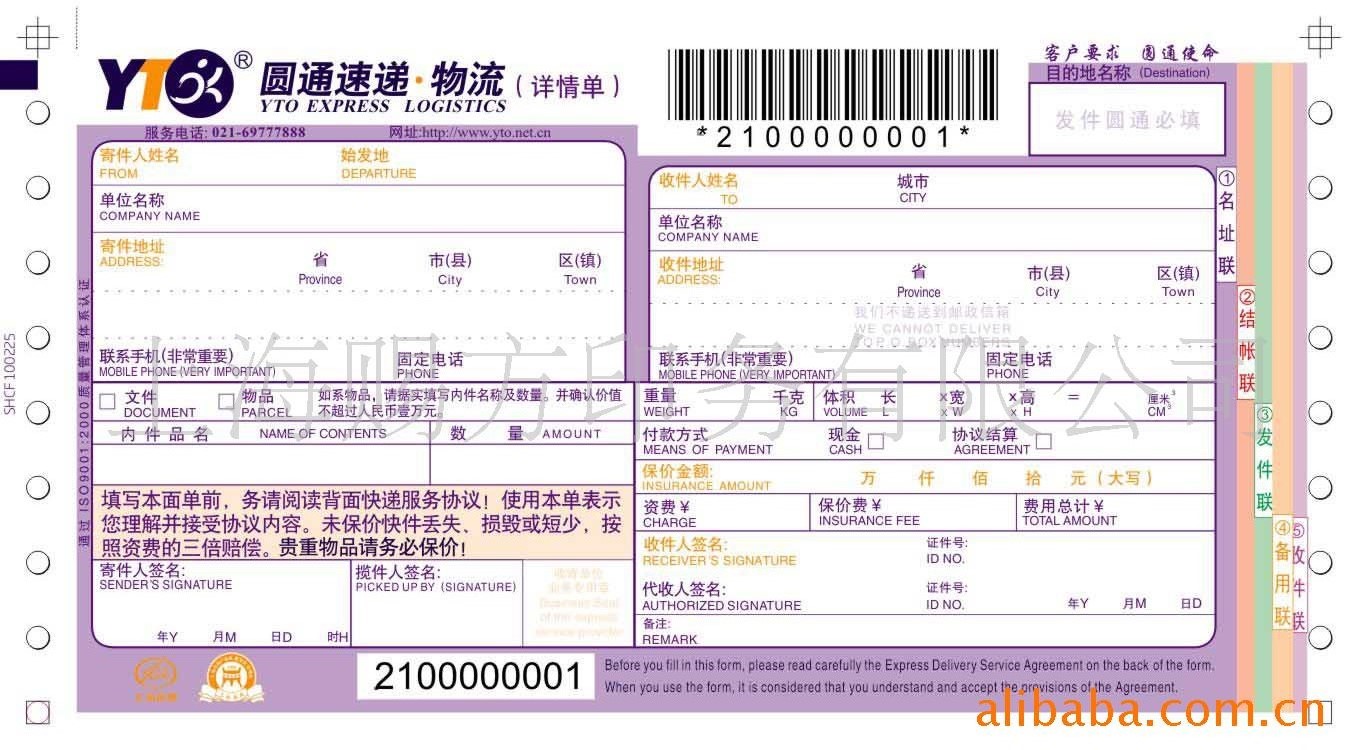 YTO ® 圆通速递·物流(详情单)
YTO EXPRESS LOGISTICS
服务电话: 021-69777888 网址:http://www.yto.net.cn
*2100000001*
客户要求 圆通使命
目的地名称 (Destination)
发件圆通必填
寄件人姓名 始发地
FROM DEPARTURE
单位名称
COMPANY NAME
寄件地址
ADDRESS:
省 市(县) 区(镇)
Province City Town
联系手机(非常重要) 固定电话
MOBILE PHONE (VERY IMPORTANT) PHONE
收件人姓名 城市
TO CITY
单位名称
COMPANY NAME
收件地址
ADDRESS:
省 市(县) 区(镇)
Province City Town
我们不递送到邮政信箱
WE CANNOT DELIVER
TO P.O.BOX NUMBERS
联系手机(非常重要) 固定电话
MOBILE PHONE (VERY IMPORTANT) PHONE
上海赐方印务有限公司
文件 物品 如系物品,请据实填写内件名称及数量。并确认价值
DOCUMENT PARCEL 不超过人民币壹万元。
内件品名 NAME OF CONTENTS 数量 AMOUNT
填写本面单前,务请阅读背面快递服务协议!使用本单表示
您理解并接受协议内容。未保价快件丢失、损毁或短少,按
照资费的三倍赔偿。贵重物品请务必保价!
寄件人签名: 揽件人签名:
SENDER'S SIGNATURE PICKED UP BY (SIGNATURE)
收寄单位
业务专用章
Business Seal
of the express
service provider
年Y 月M 日D 时H
重量 千克 体积 长 x宽 x高 = 厘米³
WEIGHT KG VOLUME L x W x H CM³
付款方式 现金 协议结算
MEANS OF PAYMENT CASH AGREEMENT
保价金额: 万 仟 佰 拾 元(大写)
INSURANCE AMOUNT
资费¥ 保价费¥ 费用总计¥
CHARGE INSURANCE FEE TOTAL AMOUNT
收件人签名: 证件号:
RECEIVER'S SIGNATURE ID NO.
代收人签名: 证件号:
AUTHORIZED SIGNATURE ID NO. 年Y 月M 日D
备注:
REMARK
2100000001
Before you fill in this form, please read carefully the Express Delivery Service Agreement on the back of the form.
When you use the form, it is considered that you understand and accept the provisions of the Agreement.
①名址联
②结帐联
③发件联
④备用联
⑤收件联
通过ISO9001:2000质量管理体系认证
SHCF100225
alibaba.com.cn